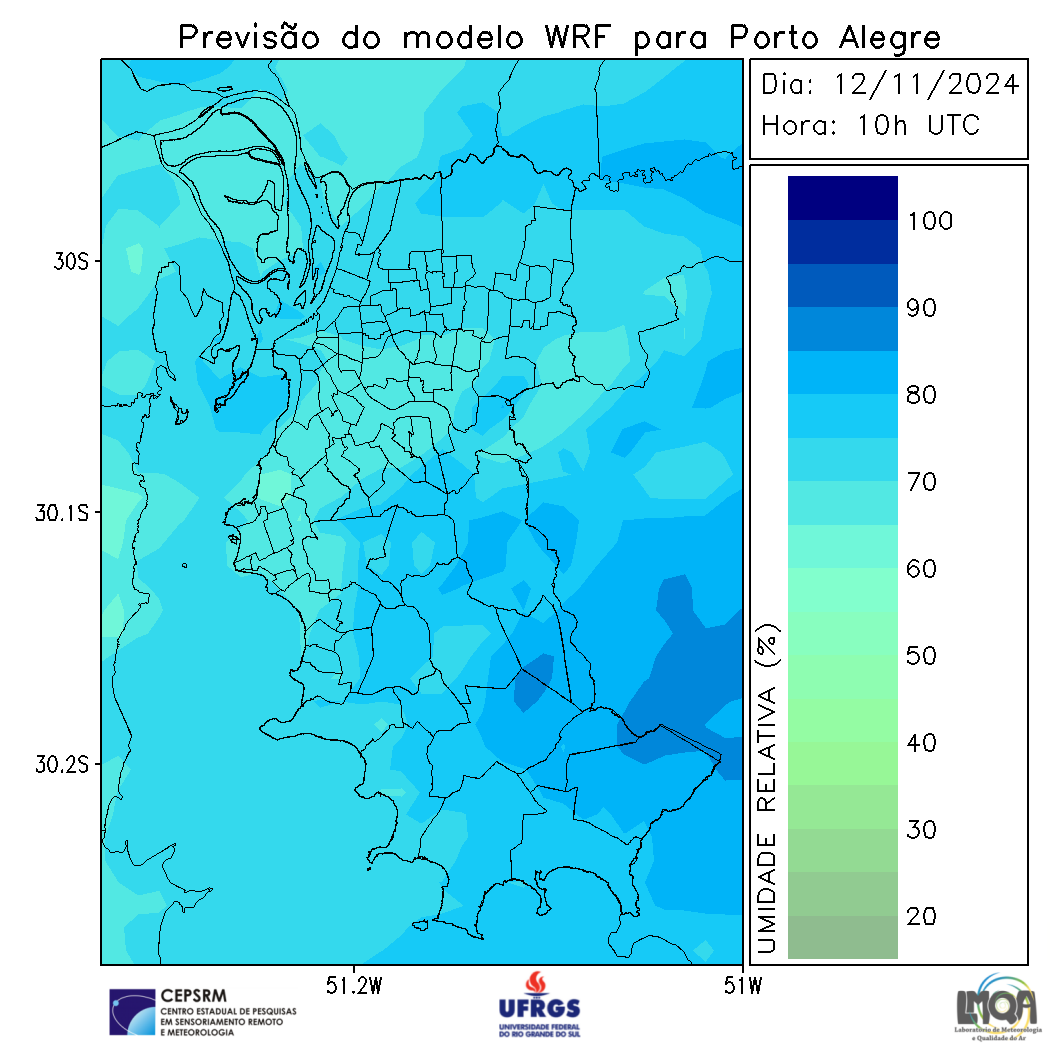 Previsão do modelo WRF para Porto Alegre
Dia: 12/11/2024
Hora: 10h UTC
100
90
80
70
60
50
40
30
20
UMIDADE RELATIVA (%)
30S
30.1S
30.2S
51.2W
51W
CEPSRM
CENTRO ESTADUAL DE PESQUISAS
EM SENSORIAMENTO REMOTO
E METEOROLOGIA
UFRGS
UNIVERSIDADE FEDERAL
DO RIO GRANDE DO SUL
LMQA
Laboratório de Meteorologia
e Qualidade do Ar